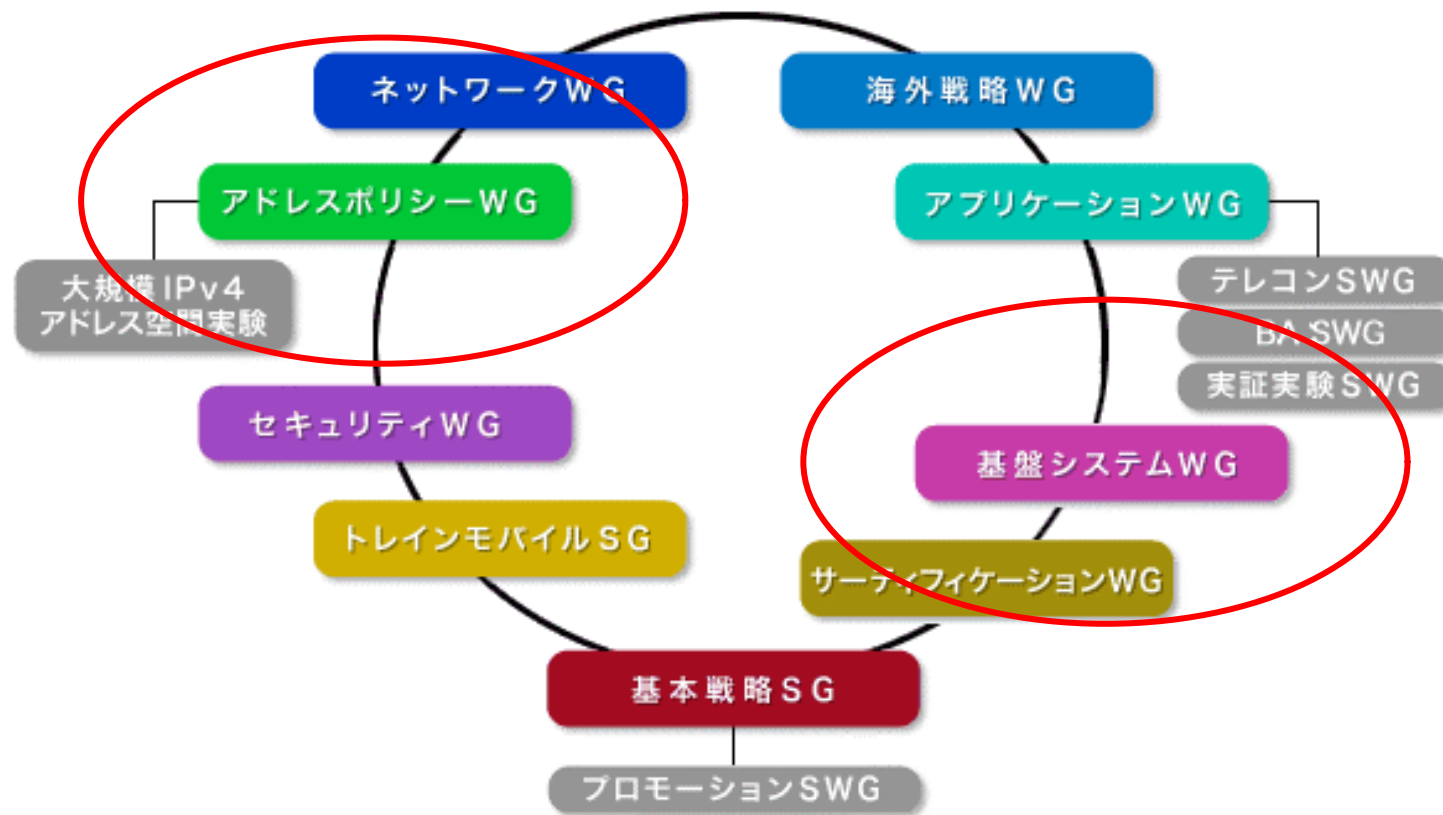 ネットワークWG
海外戦略WG
アドレスポリシーWG
アプリケーションWG
大規模IPv4
アドレス空間実験
テレコンSWG
BA SWG
実証実験SWG
セキュリティWG
基盤システムWG
トレインモバイルSG
サーティフィケーションWG
基本戦略SG
プロモーションSWG